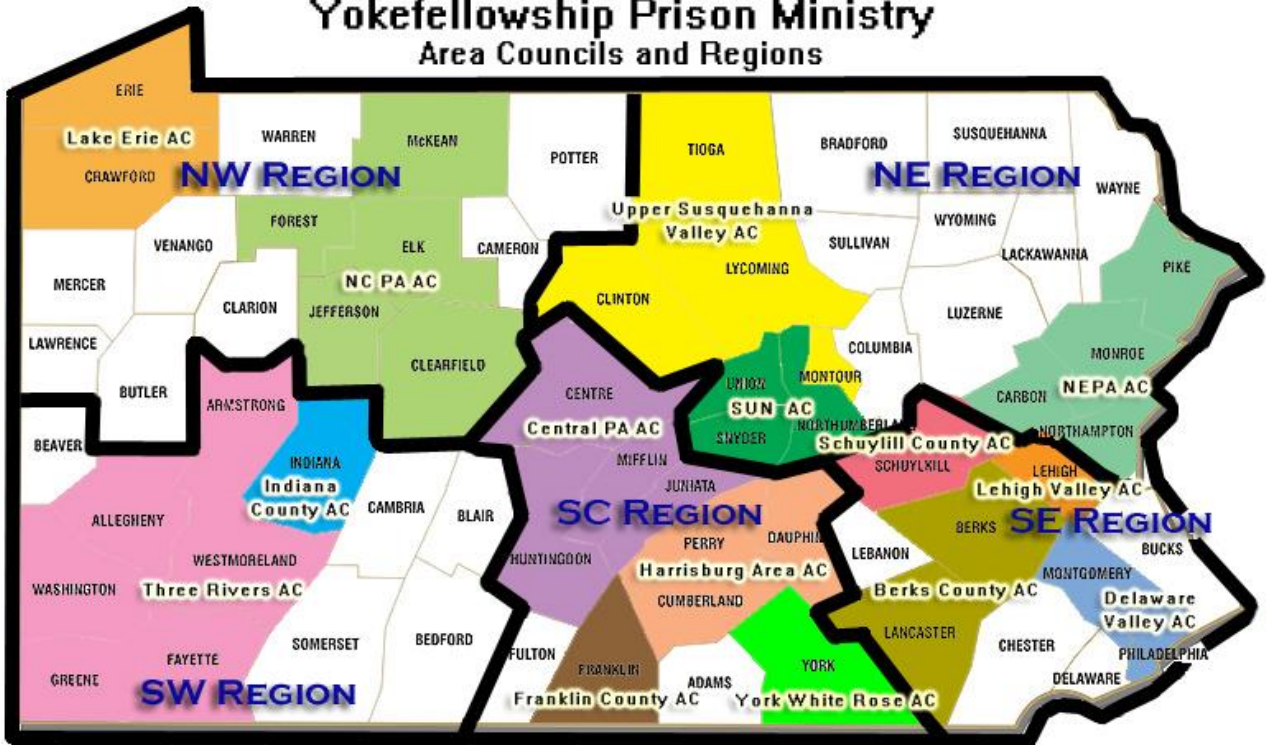 Yokefellowship Prison Ministry
Area Councils and Regions
ERIE
Lake Erie AC
CRAWFORD
NW REGION
WARREN
McKEAN
POTTER
FOREST
VENANGO
ELK
CAMERON
MERCER
NC PA AC
CLARION
JEFFERSON
LAWRENCE
BUTLER
CLEARFIELD
TIOGA
BRADFORD
SUSQUEHANNA
NE REGION
WAYNE
Upper Susquehanna
Valley AC
WYOMING
SULLIVAN
LACKAWANNA
LYCOMING
PIKE
CLINTON
LUZERNE
COLUMBIA
MONROE
UNION
MONTOUR
NEPA AC
CARBON
SUN AC
SNYDER
NORTHUMBERLAND
NORTHAMPTON
ARMSTRONG
BEAVER
INDIANA
Indiana
County AC
CAMBRIA
BLAIR
ALLEGHENY
WESTMORELAND
WASHINGTON
Three Rivers AC
SOMERSET
BEDFORD
FAYETTE
GREENE
SW REGION
CENTRE
Central PA AC
MIFFLIN
JUNIATA
SC REGION
PERRY
DAUPHIN
HUNTINGDON
Harrisburg Area AC
CUMBERLAND
FULTON
FRANKLIN
ADAMS
YORK
Franklin County AC
York White Rose AC
Schuylill County AC
SCHUYLKILL
LEHIGH
Lehigh Valley AC
BERKS
SE REGION
LEBANON
BUCKS
MONTGOMERY
Berks County AC
Delaware
Valley AC
LANCASTER
CHESTER
PHILADELPHIA
DELAWARE